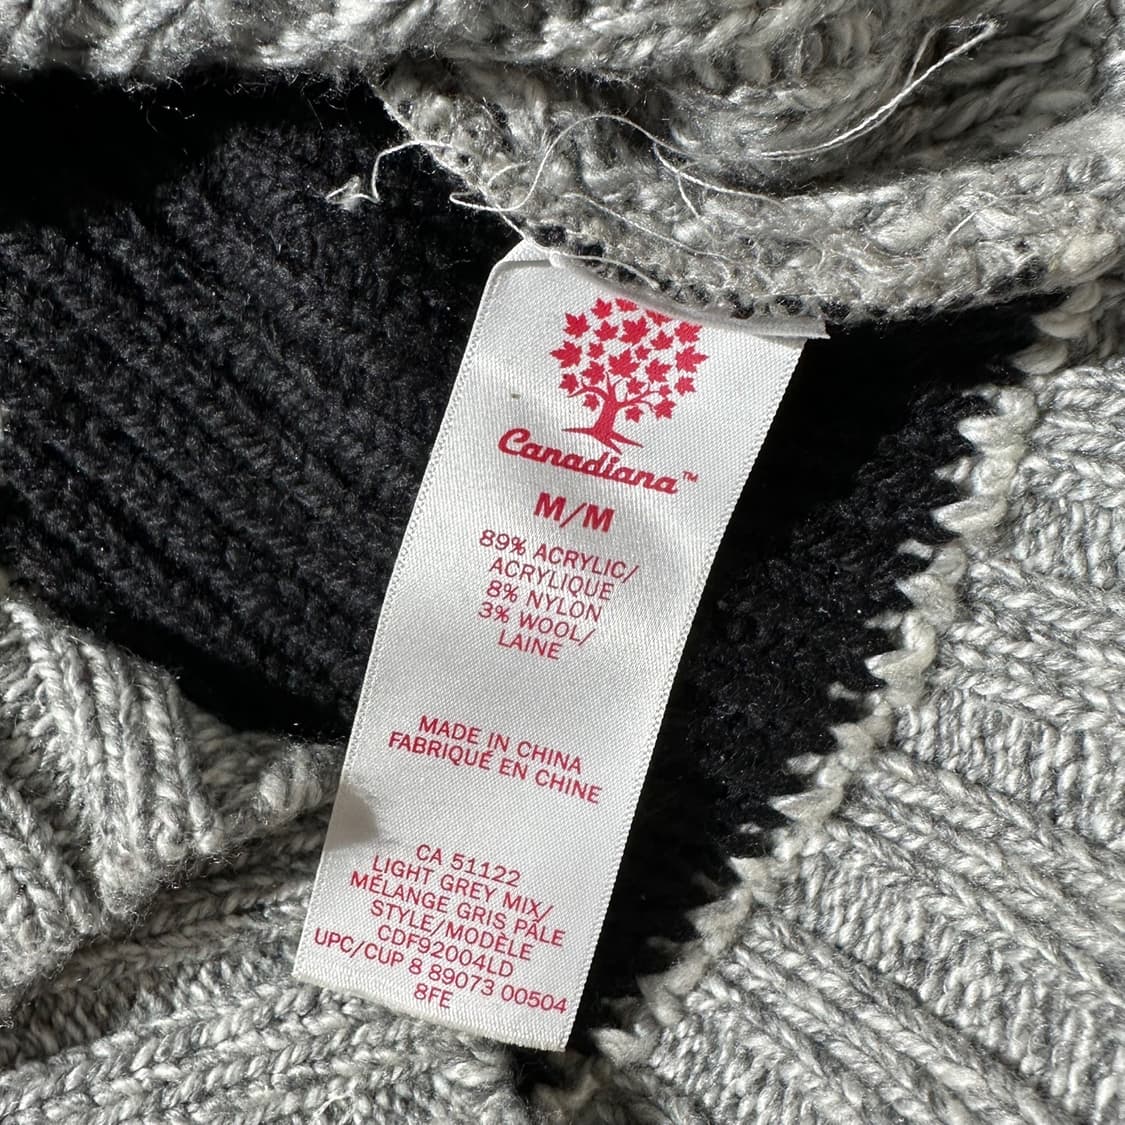 Canadiana™
M/M
89% ACRYLIC/
ACRYLIQUE
8% NYLON
3% WOOL/
LAINE
MADE IN CHINA
FABRIQUÉ EN CHINE
CA 51122
LIGHT GREY MIX/
MÉLANGE GRIS PÂLE
STYLE/MODÈLE
CDF92004LD
UPC/CUP 8 89073 00504
8FE